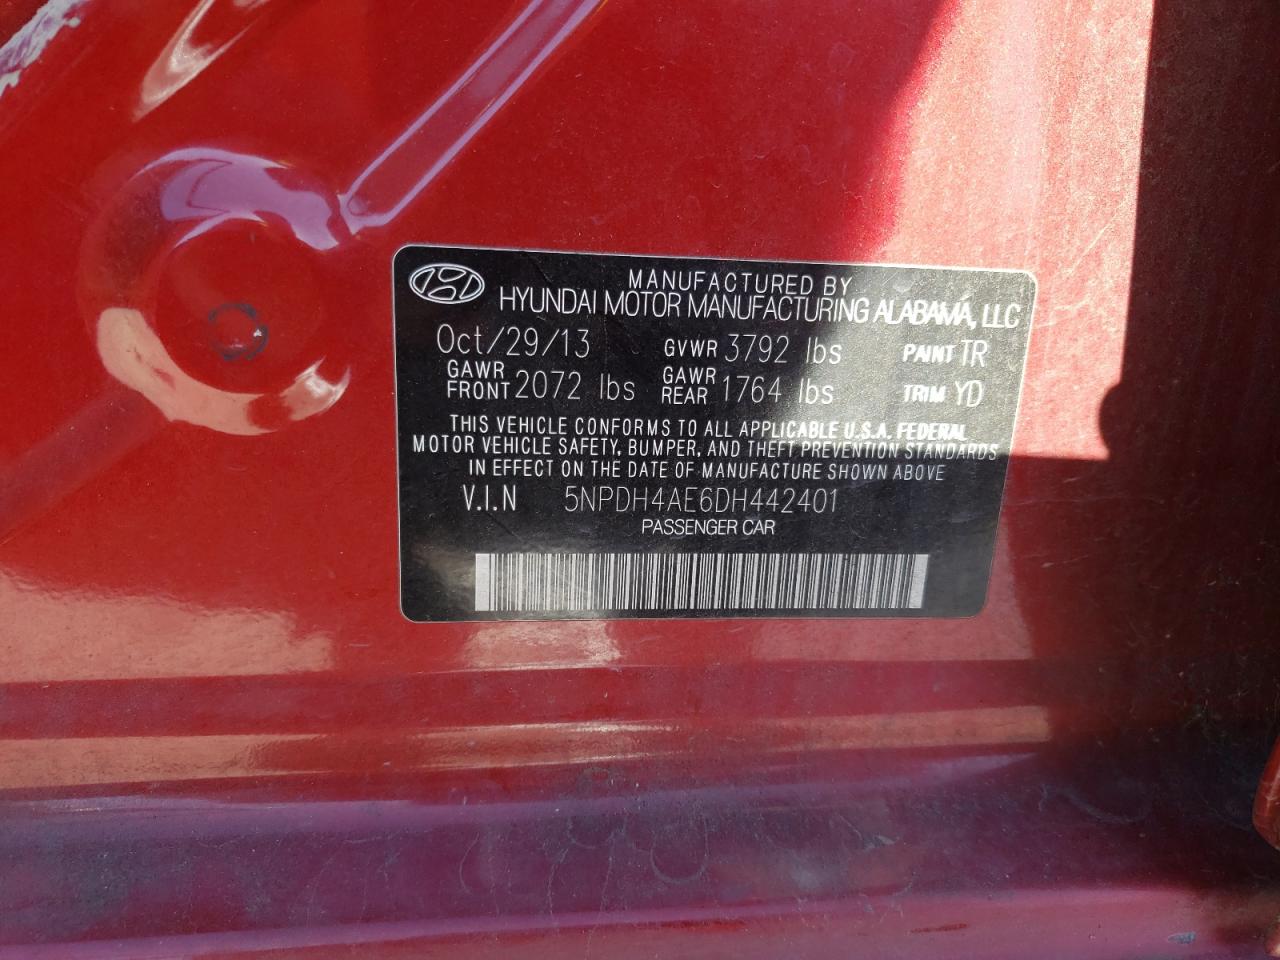 MANUFACTURED BY
HYUNDAI MOTOR MANUFACTURING ALABAMA, LLC
Oct/29/13 GVWR 3792 lbs PAINT TR
GAWR FRONT 2072 lbs GAWR REAR 1764 lbs TRIM YD
THIS VEHICLE CONFORMS TO ALL APPLICABLE U.S.A. FEDERAL
MOTOR VEHICLE SAFETY, BUMPER, AND THEFT PREVENTION STANDARDS
IN EFFECT ON THE DATE OF MANUFACTURE SHOWN ABOVE
V.I.N 5NPDH4AE6DH442401
PASSENGER CAR